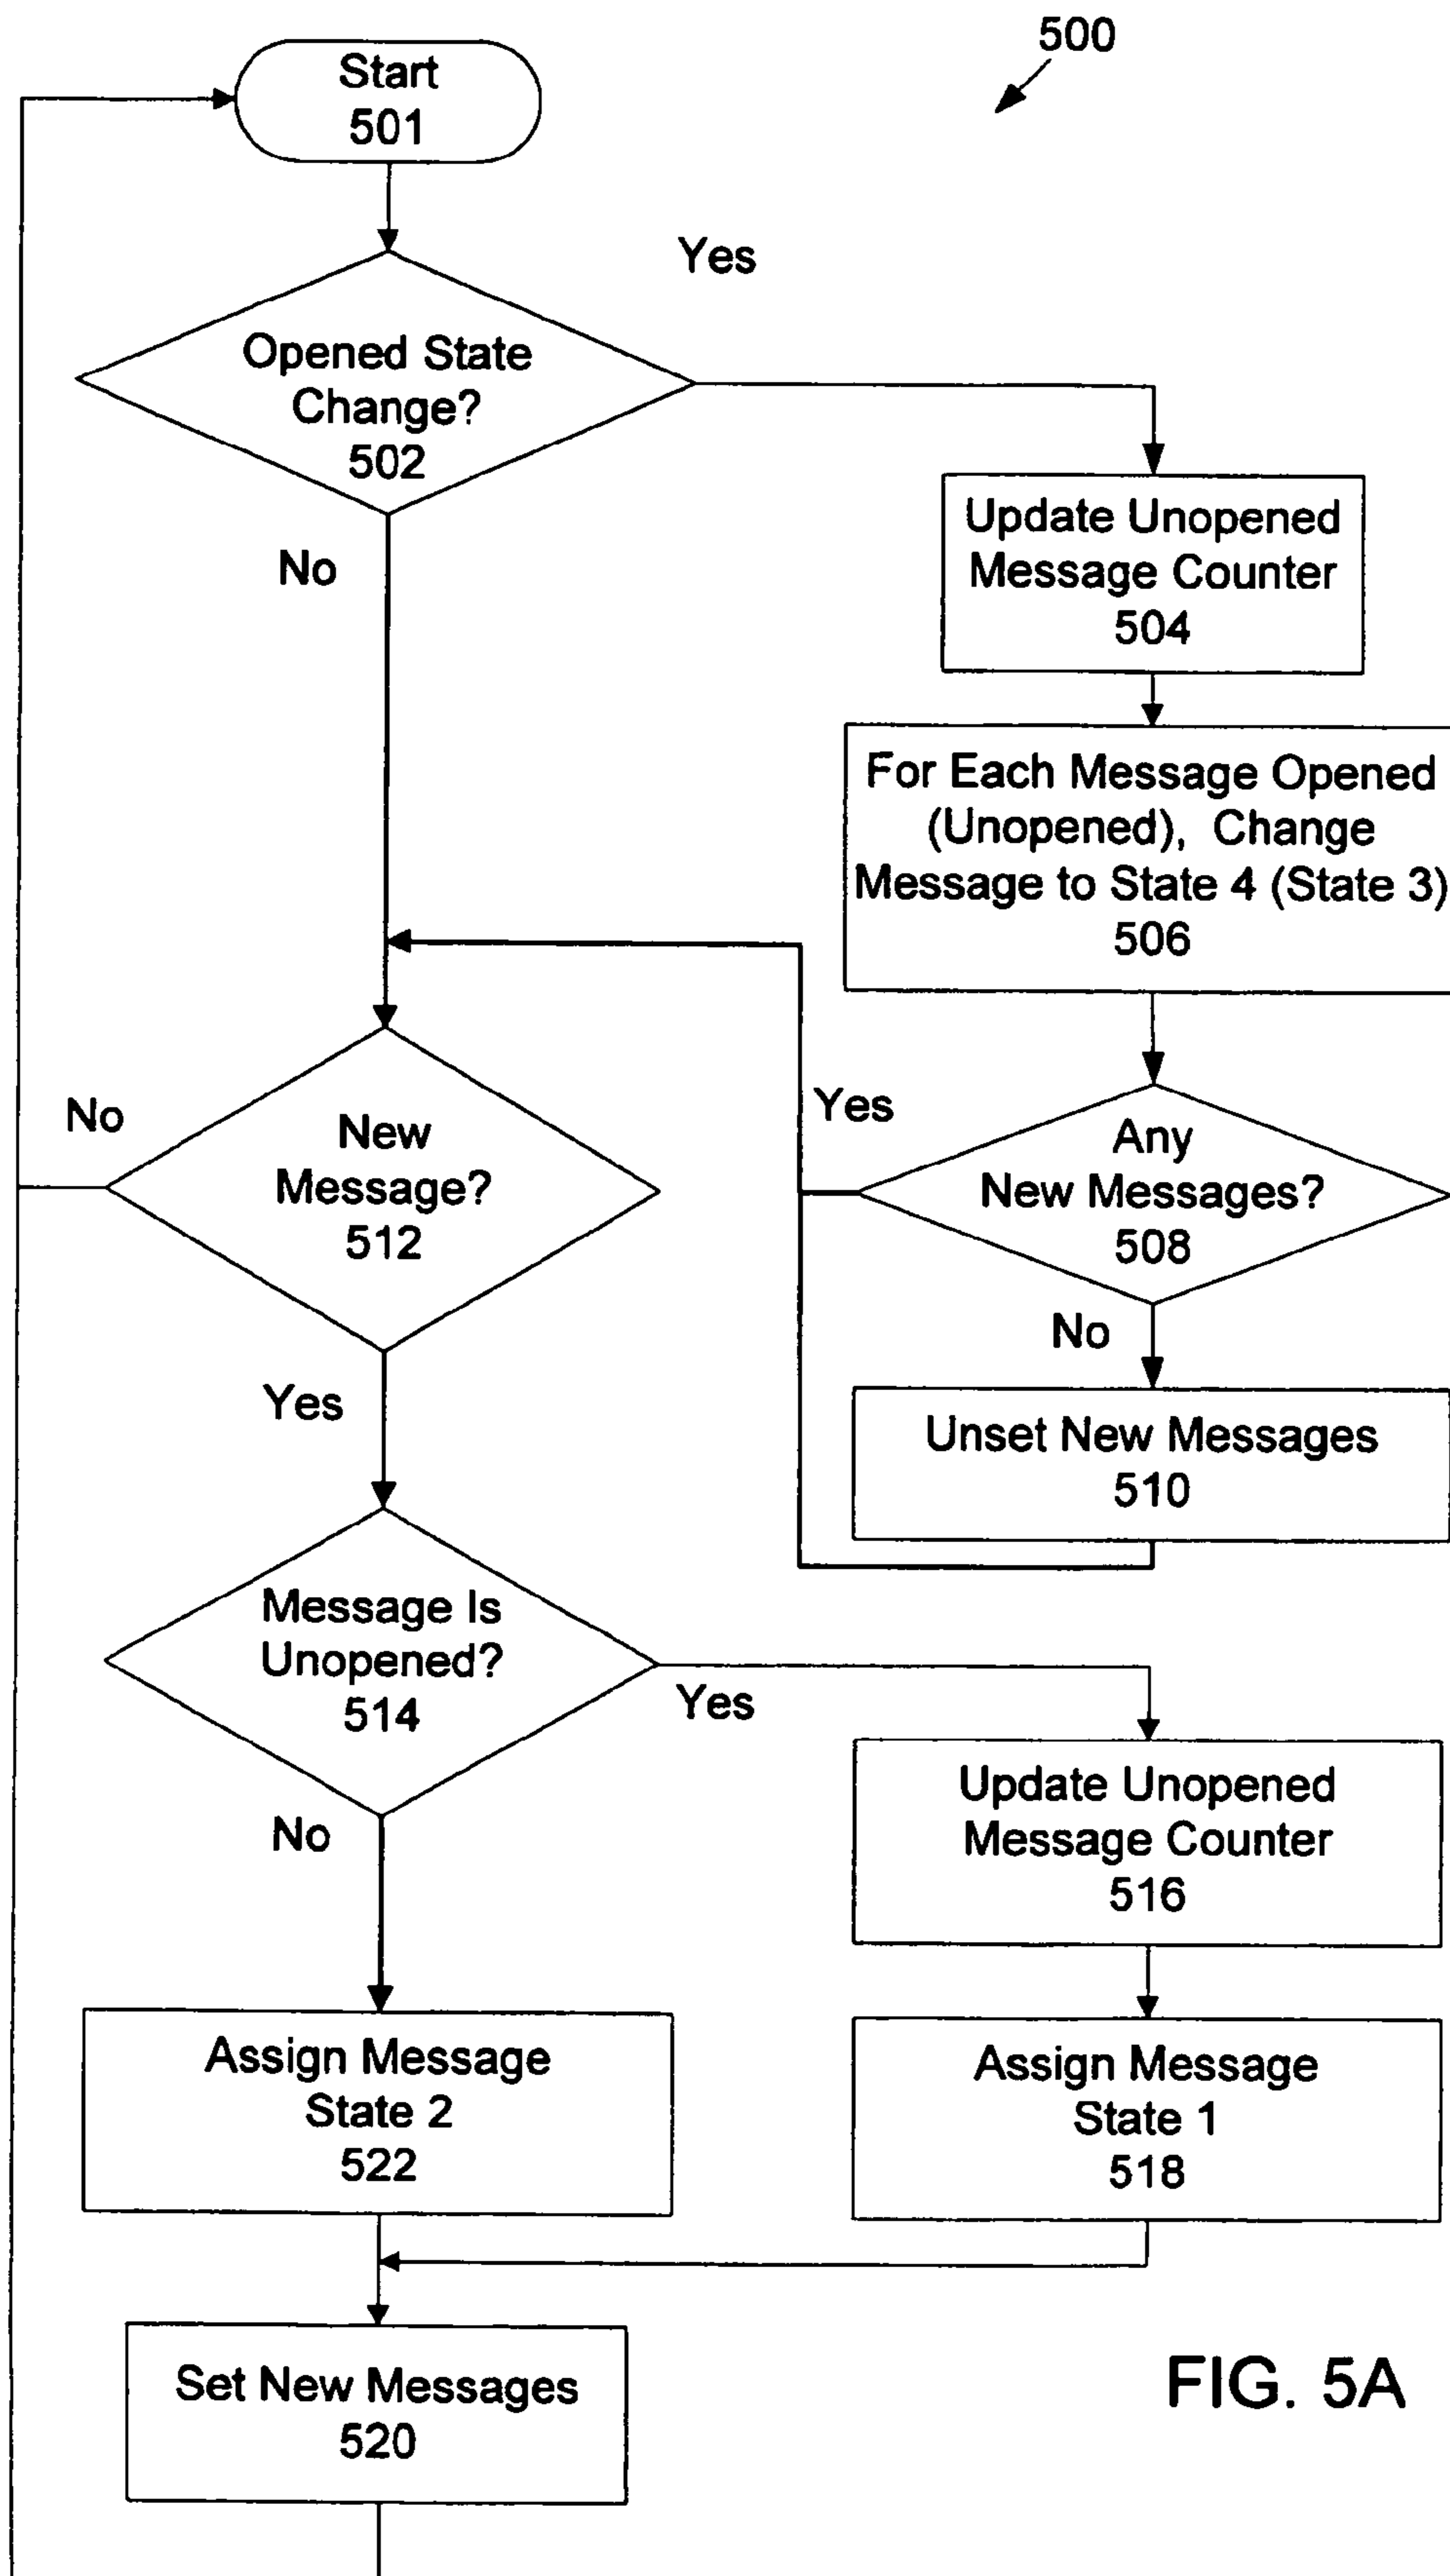 500
Start
501
Yes
Opened State
Change?
502
No
Update Unopened
Message Counter
504
For Each Message Opened
(Unopened), Change
Message to State 4 (State 3)
506
No
New
Message?
512
Yes
Any
New Messages?
508
No
Yes
Unset New Messages
510
Message Is
Unopened?
514
Yes
Update Unopened
Message Counter
516
No
Assign Message
State 2
522
Assign Message
State 1
518
Set New Messages
520
FIG. 5A